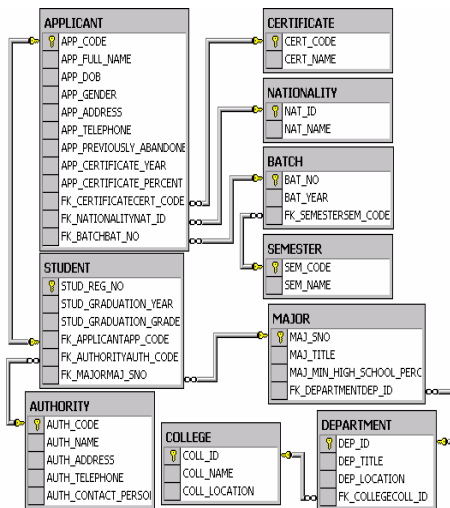 APPLICANT
APP_CODE
APP_FULL_NAME
APP_DOB
APP_GENDER
APP_ADDRESS
APP_TELEPHONE
APP_PREVIOUSLY_ABANDONE
APP_CERTIFICATE_YEAR
APP_CERTIFICATE_PERCENT
FK_CERTIFICATECERT_CODE
FK_NATIONALITYNAT_ID
FK_BATCHBAT_NO
CERTIFICATE
CERT_CODE
CERT_NAME
NATIONALITY
NAT_ID
NAT_NAME
BATCH
BAT_NO
BAT_YEAR
FK_SEMESTERSEM_CODE
SEMESTER
SEM_CODE
SEM_NAME
STUDENT
STUD_REG_NO
STUD_GRADUATION_YEAR
STUD_GRADUATION_GRADE
FK_APPLICANTAPP_CODE
FK_AUTHORITYAUTH_CODE
FK_MAJORMAJ_SNO
MAJOR
MAJ_SNO
MAJ_TITLE
MAJ_MIN_HIGH_SCHOOL_PERC
FK_DEPARTMENTDEP_ID
AUTHORITY
AUTH_CODE
AUTH_NAME
AUTH_ADDRESS
AUTH_TELEPHONE
AUTH_CONTACT_PERSO
COLLEGE
COLL_ID
COLL_NAME
COLL_LOCATION
DEPARTMENT
DEP_ID
DEP_TITLE
DEP_LOCATION
FK_COLLEGECOLL_ID